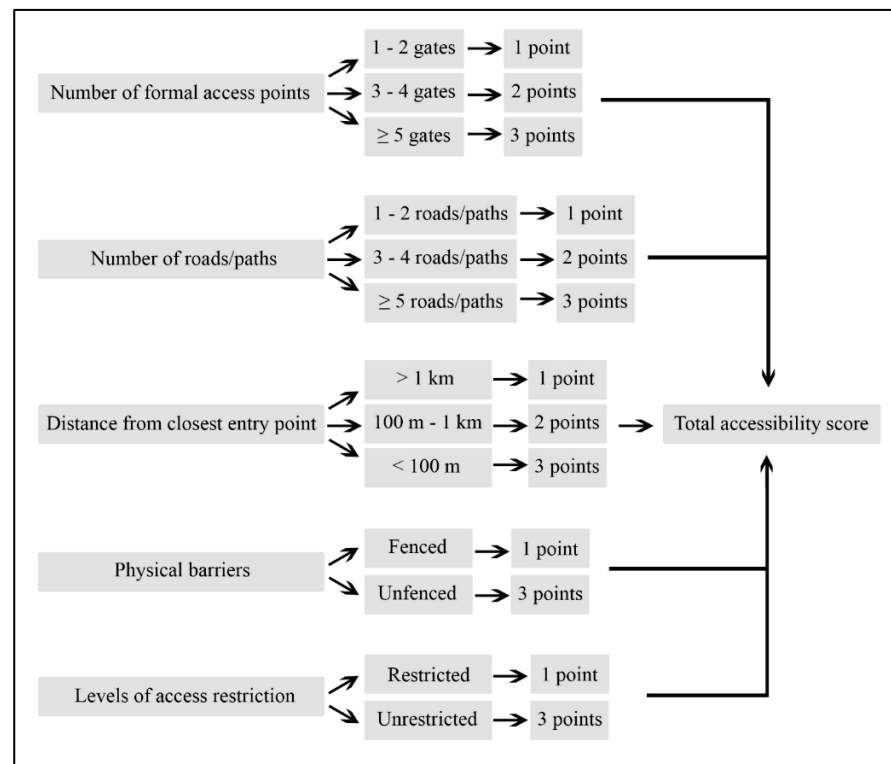 1 - 2 gates
1 point
Number of formal access points
3 - 4 gates
2 points
≥ 5 gates
3 points
1 - 2 roads/paths
1 point
Number of roads/paths
3 - 4 roads/paths
2 points
≥ 5 roads/paths
3 points
> 1 km
1 point
Distance from closest entry point
100 m - 1 km
2 points
Total accessibility score
< 100 m
3 points
Fenced
1 point
Physical barriers
Unfenced
3 points
Restricted
1 point
Levels of access restriction
Unrestricted
3 points